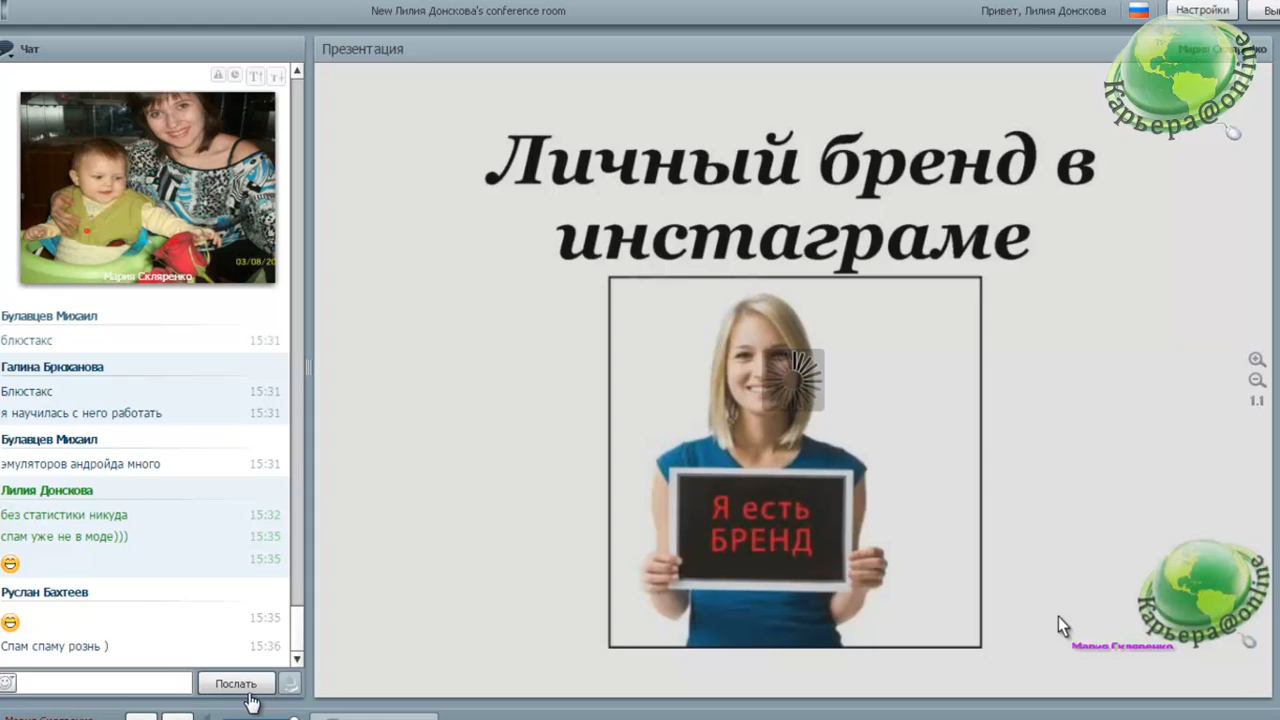 New Лилия Донскова's conference room
Привет, Лилия Донскова
Настройки
Чат
Презентация
Карьера@online
03/08/20
Мария Скляренко
Булавцев Михаил
блюстакс 15:31
Галина Брюханова
Блюстакс 15:31
я научилась с него работать 15:31
Булавцев Михаил
эмуляторов андройда много 15:31
Лилия Донскова
без статистики никуда 15:32
спам уже не в моде))) 15:35
15:35
Руслан Бахтеев
15:35
Спам спаму рознь ) 15:36
Послать
Личный бренд в
инстаграме
Я есть
БРЕНД
1.1
Карьера@online
Мария Скляренко